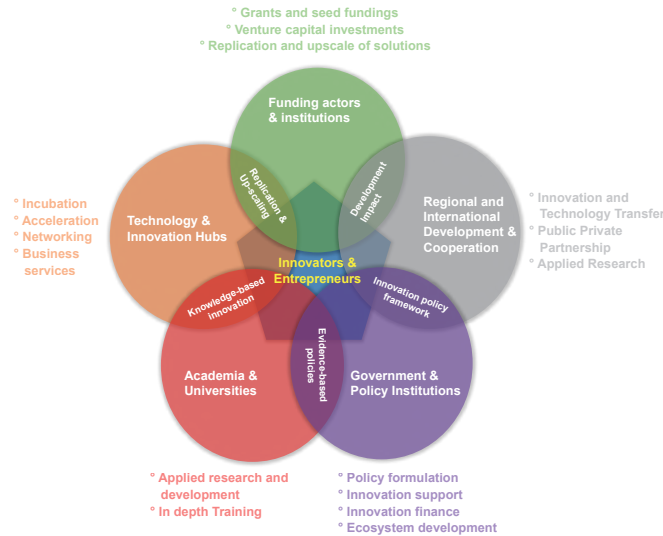 ° Grants and seed fundings
° Venture capital investments
° Replication and upscale of solutions
Funding actors
& institutions
Replication &
Up-scaling
Development
Impact
Technology &
Innovation Hubs
° Incubation
° Acceleration
° Networking
° Business
services
Regional and
International
Development &
Cooperation
° Innovation and
Technology Transfer
° Public Private
Partnership
° Applied Research
Innovators &
Entrepreneurs
Knowledge-based
innovation
Innovation policy
framework
Evidence-based
policies
Academia &
Universities
Government &
Policy Institutions
° Applied research and
development
° In depth Training
° Policy formulation
° Innovation support
° Innovation finance
° Ecosystem development